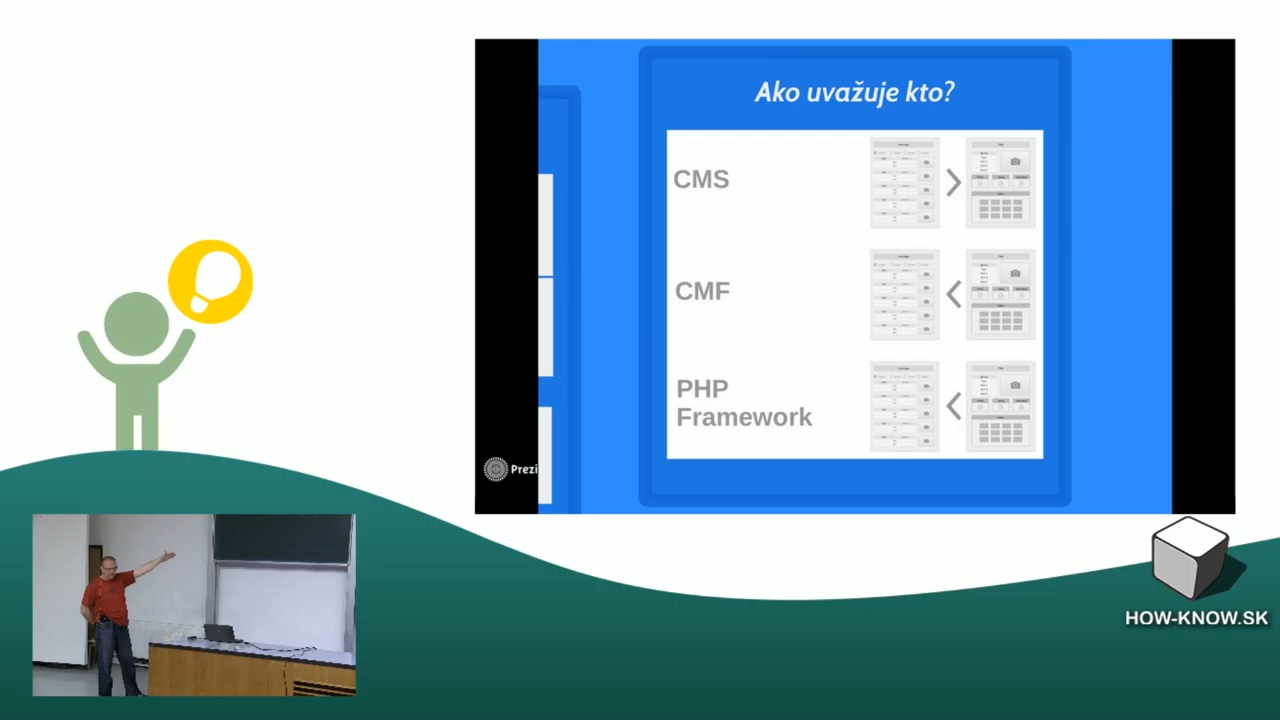 Ako uvažuje kto?
CMS
CMF
PHP
Framework
Prezi
HOW-KNOW.SK